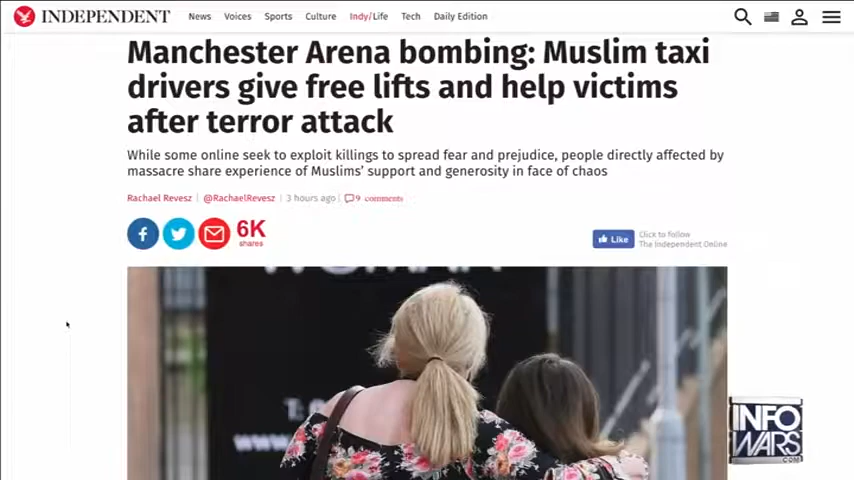 INDEPENDENT News Voices Sports Culture Indy/Life Tech Daily Edition
Manchester Arena bombing: Muslim taxi
drivers give free lifts and help victims
after terror attack
While some online seek to exploit killings to spread fear and prejudice, people directly affected by
massacre share experience of Muslims' support and generosity in face of chaos
Rachael Revesz | @RachaelRevesz | 3 hours ago | 9 comments
6K
shares
Like
Click to follow
The Independent Online
T:
www
INFO
WARS
.COM